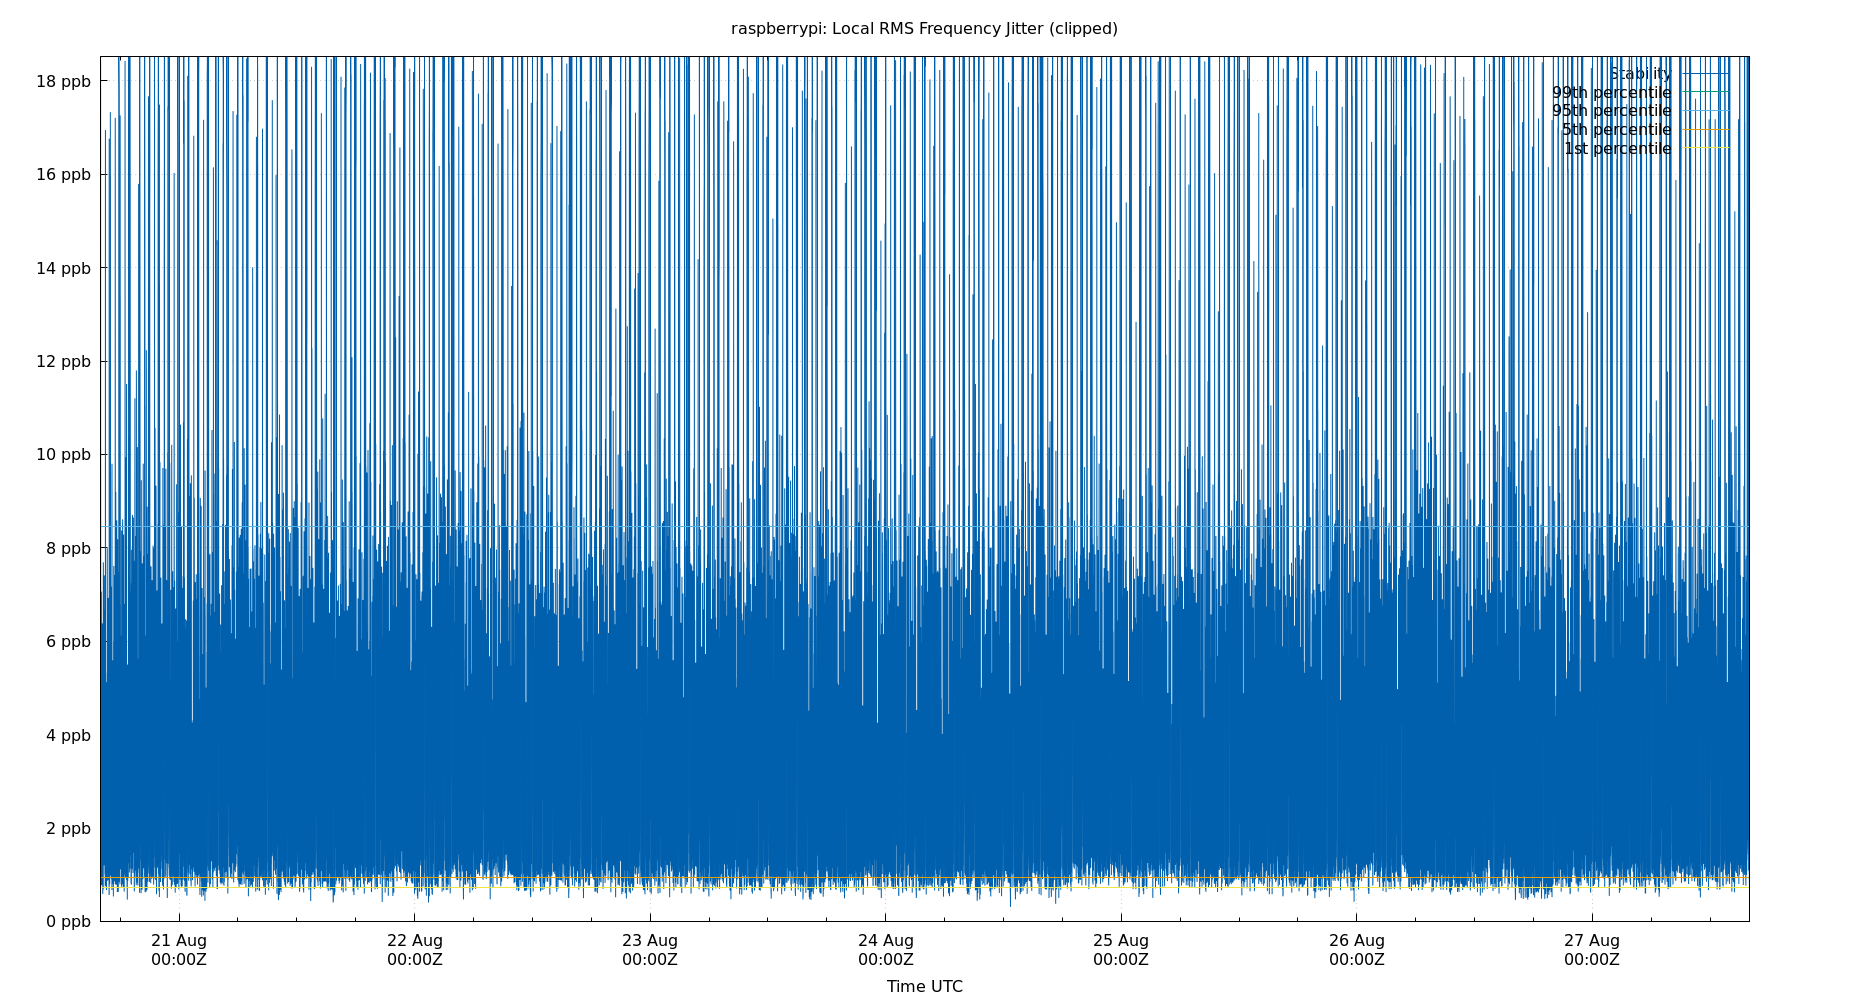 raspberrypi: Local RMS Frequency Jitter (clipped)
18 ppb
16 ppb
14 ppb
12 ppb
10 ppb
8 ppb
6 ppb
4 ppb
2 ppb
0 ppb
Stability
99th percentile
95th percentile
5th percentile
1st percentile
21 Aug
00:00Z
22 Aug
00:00Z
23 Aug
00:00Z
24 Aug
00:00Z
25 Aug
00:00Z
26 Aug
00:00Z
27 Aug
00:00Z
Time UTC